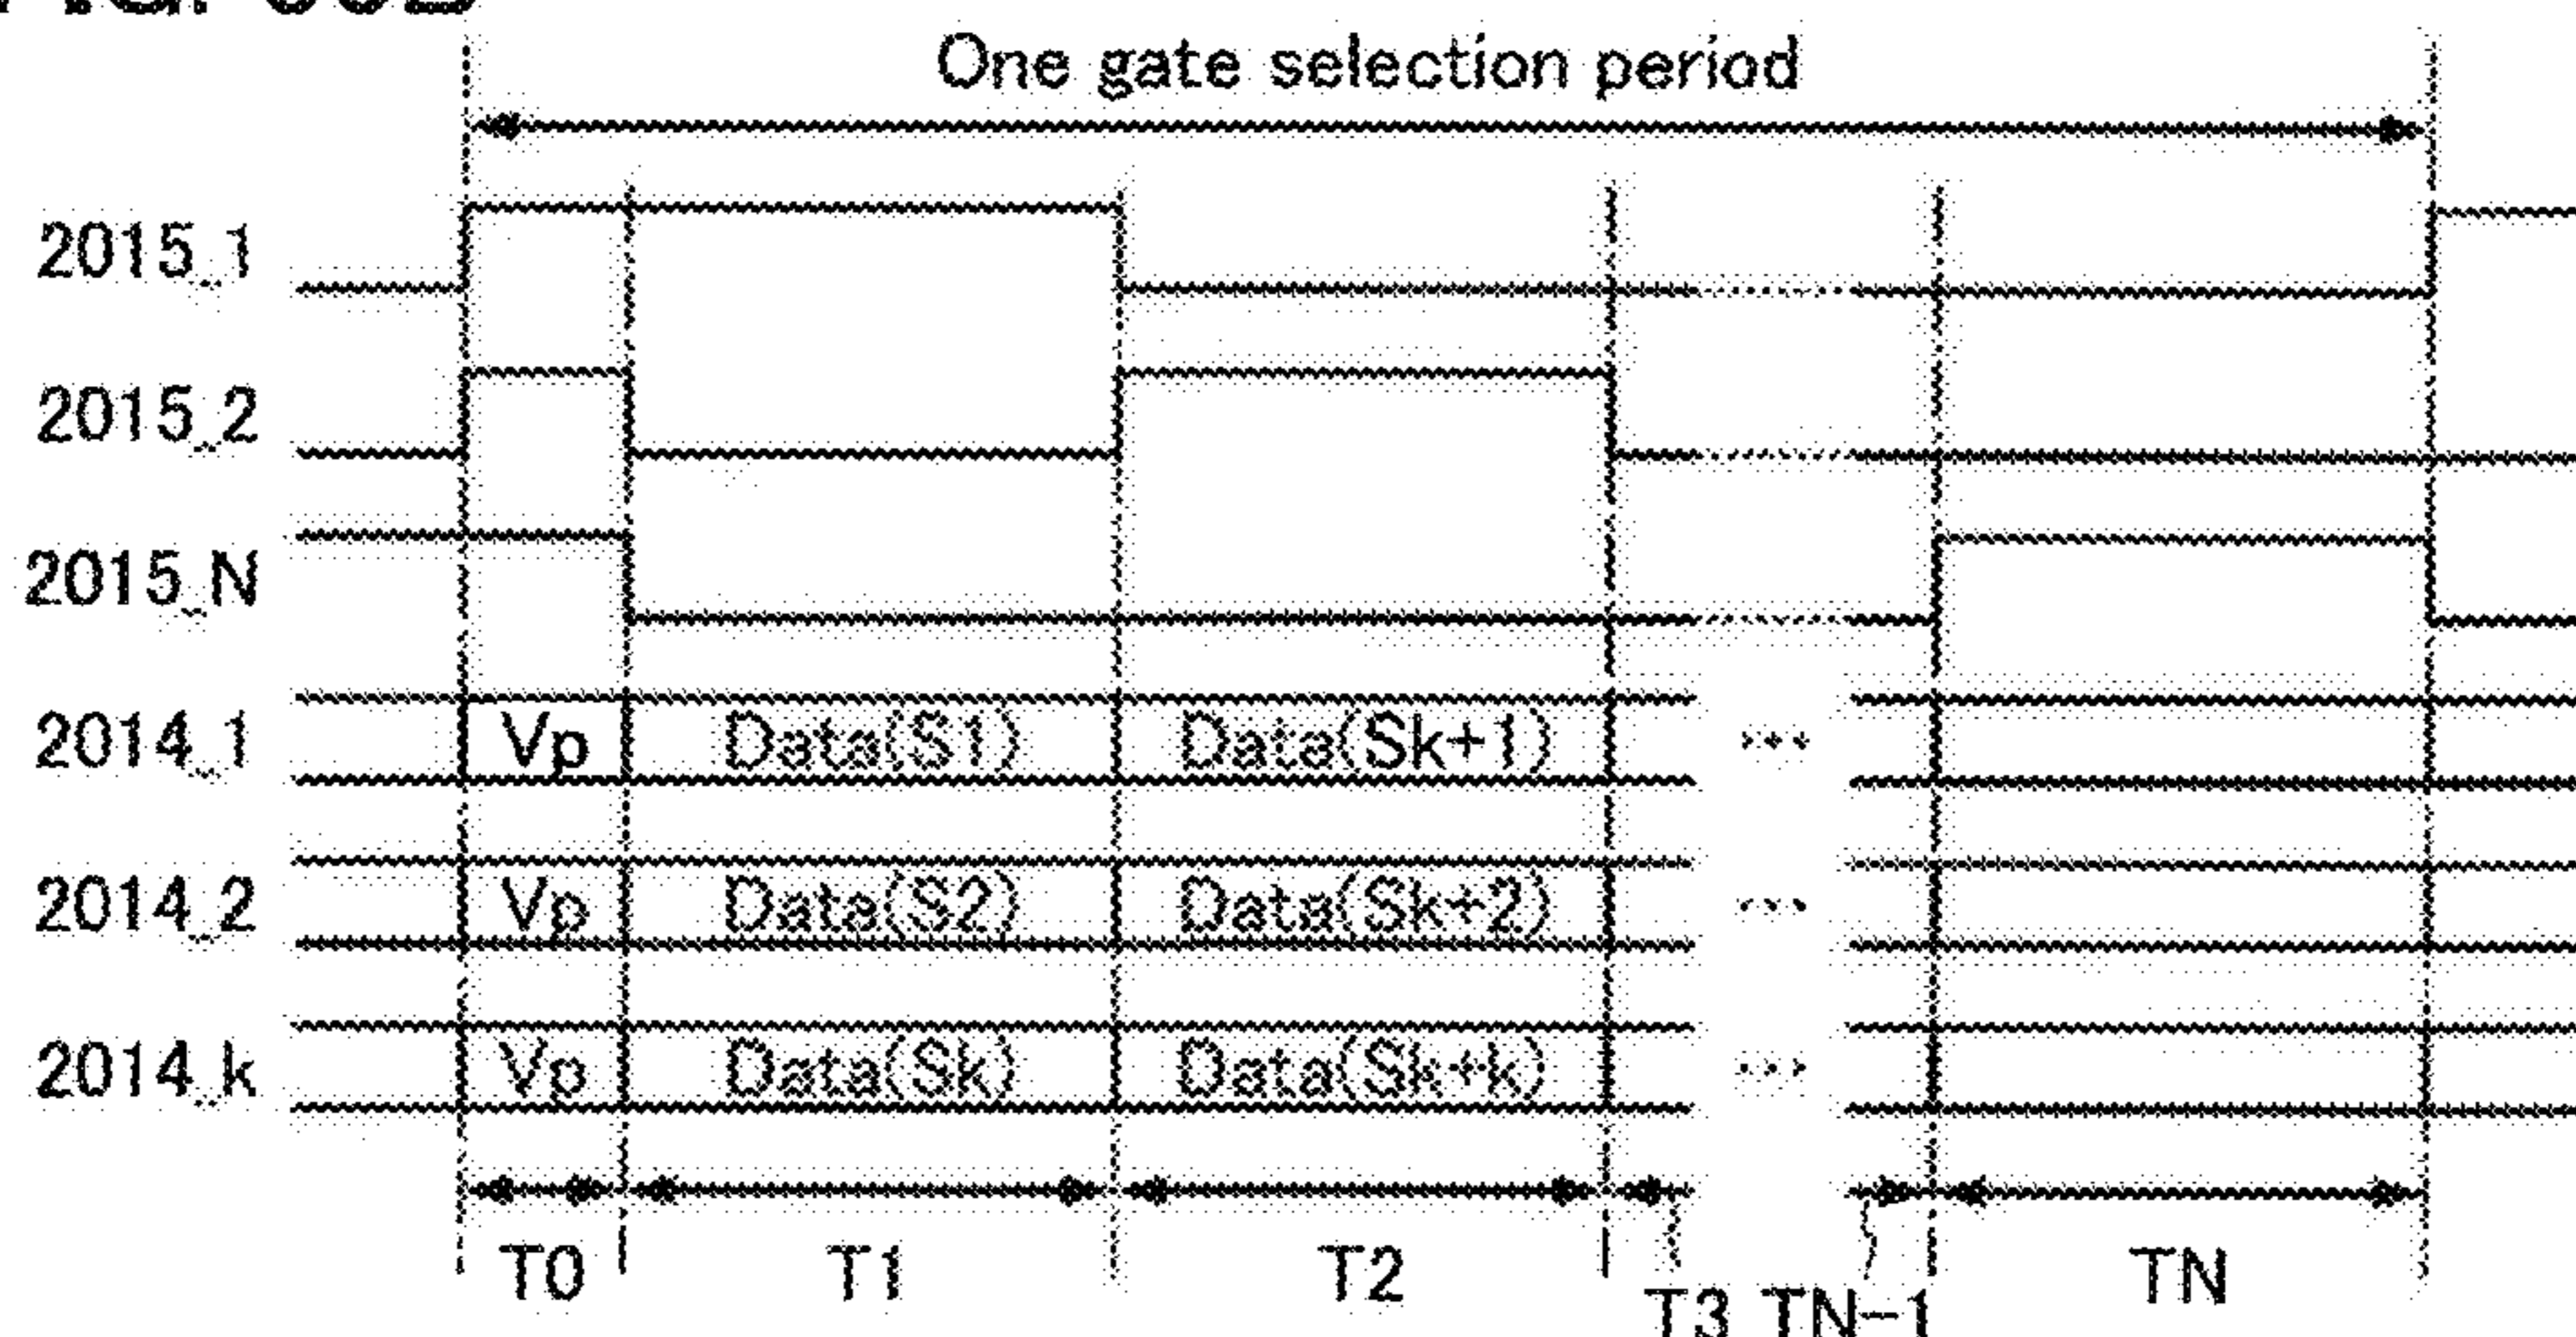 One gate selection period
2015_1
2015_2
2015_N
2014_1 Vp Data(S1) Data(Sk+1) ...
2014_2 Vp Data(S2) Data(Sk+2) ...
2014_k Vp Data(Sk) Data(Sk+k) ...
T0 T1 T2 T3 TN-1 TN